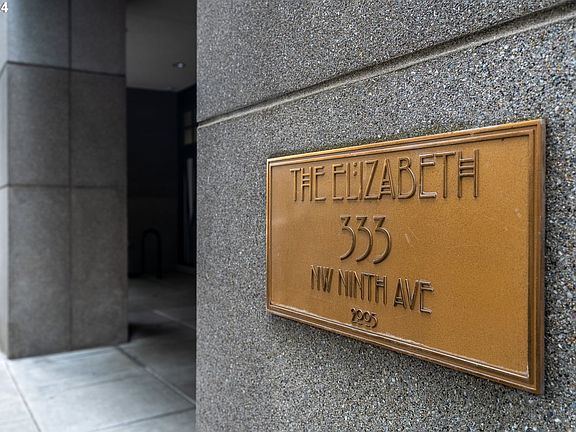 4
THE ELIZABETH
333
NW NINTH AVE
2005